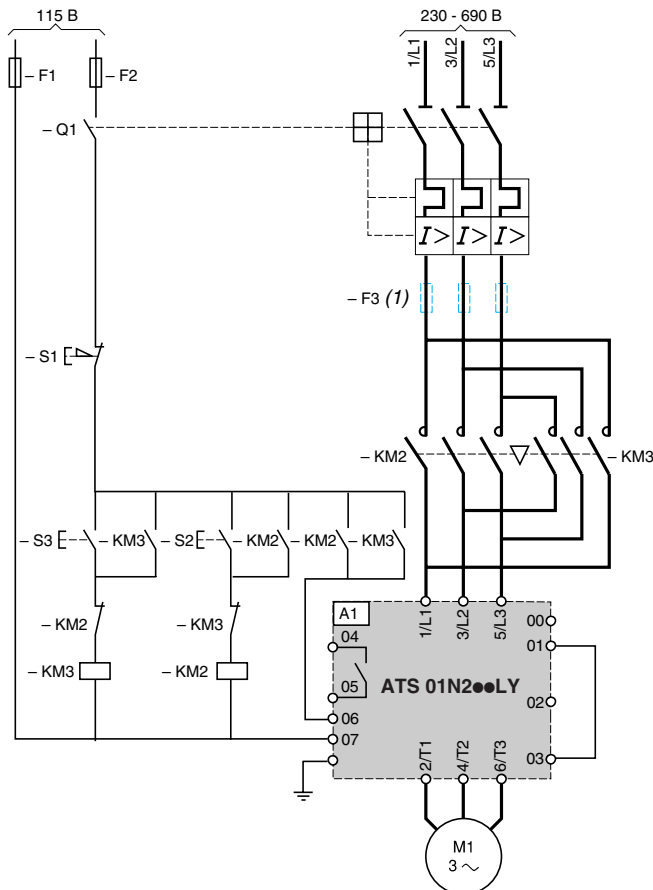 115 B
230 - 690 B
1/L1
3/L2
5/L3
– F1
– F2
– Q1
I>
I>
I>
– F3 (1)
– S1
– KM2
– KM3
– S3
– KM3
– S2
– KM2
– KM2
– KM3
– KM2
– KM3
– KM3
– KM2
A1
1/L1
3/L2
5/L3
00
04
01
05
ATS 01N2●●LY
02
06
07
03
2/T1
4/T2
6/T3
M1
3 ~